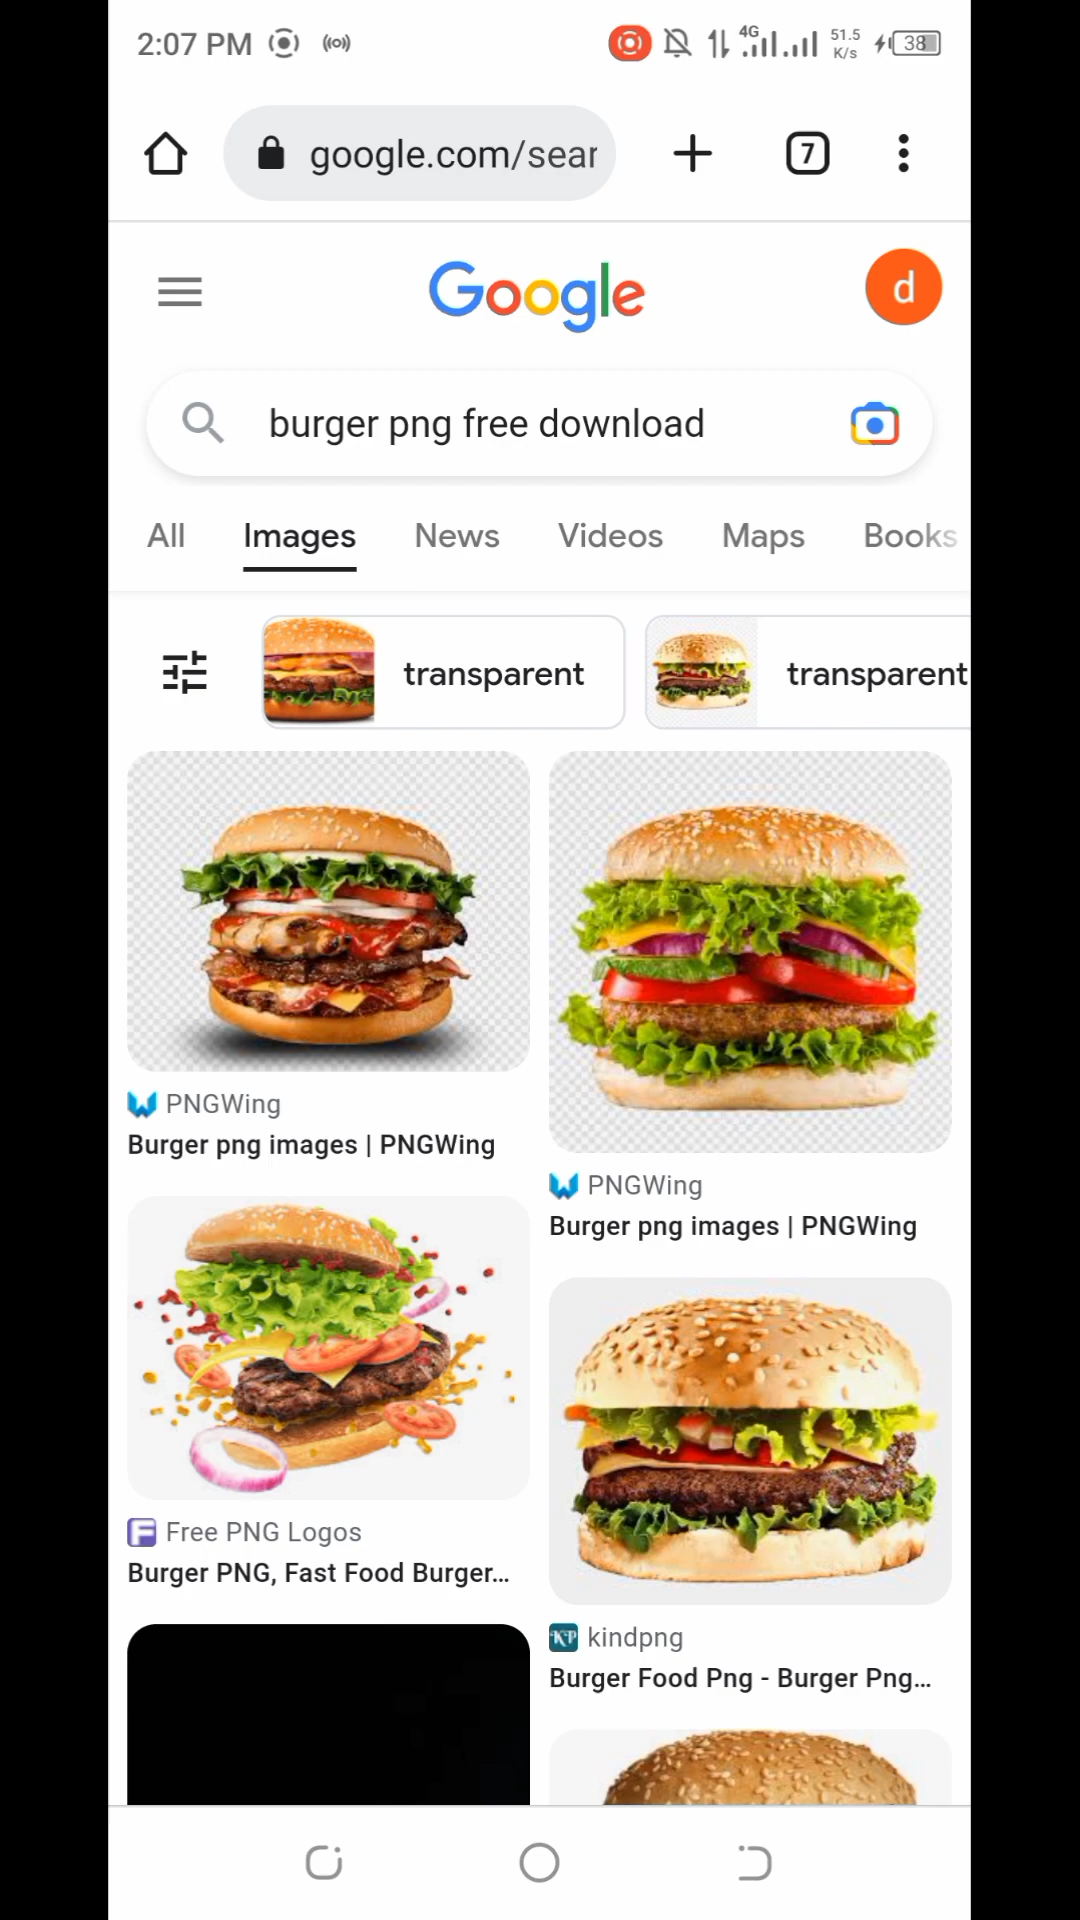 2:07 PM
4G
51.5
K/s
38
google.com/sear
7
Google
d
burger png free download
All Images News Videos Maps Books
transparent transparent
PNGWing
Burger png images | PNGWing
PNGWing
Burger png images | PNGWing
F Free PNG Logos
Burger PNG, Fast Food Burger...
KP kindpng
Burger Food Png - Burger Png...